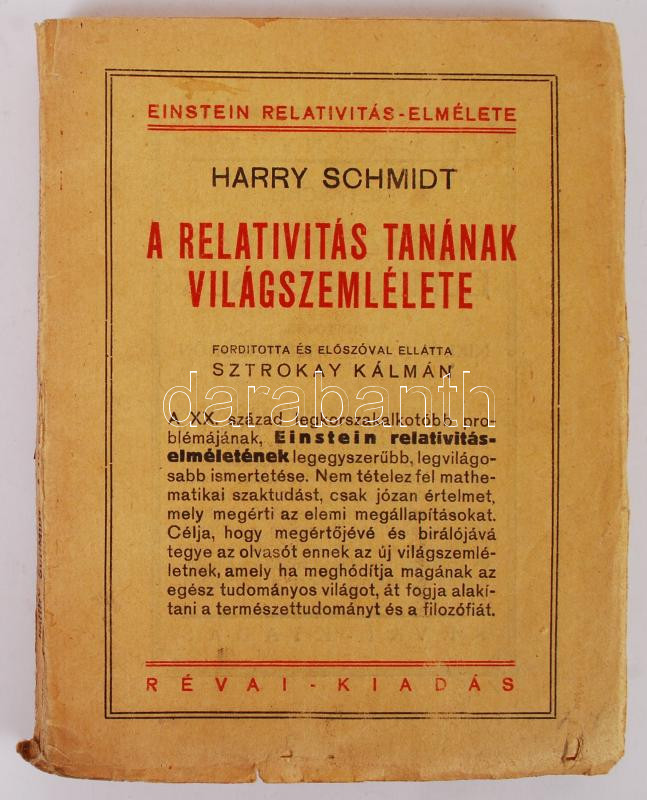 EINSTEIN RELATIVITÁS-ELMÉLETE
HARRY SCHMIDT
A RELATIVITÁS TANÁNAK
VILÁGSZEMLÉLETE
FORDITOTTA ÉS ELŐSZÓVAL ELLÁTTA
SZTROKAY KÁLMÁN
darabanth
A XX. század legkorszakalkotóbb pro-
blémájának, Einstein relativitás-
elméletének legegyszerűbb, legvilágo-
sabb ismertetése. Nem tételez fel mathe-
matikai szaktudást, csak józan értelmet,
mely megérti az elemi megállapításokat.
Célja, hogy megértőjévé és birálójává
tegye az olvasót ennek az új világszemlé-
letnek, amely ha meghódítja magának az
egész tudományos világot, át fogja alakí-
tani a természettudományt és a filozófiát.
RÉVAI-KIADÁS